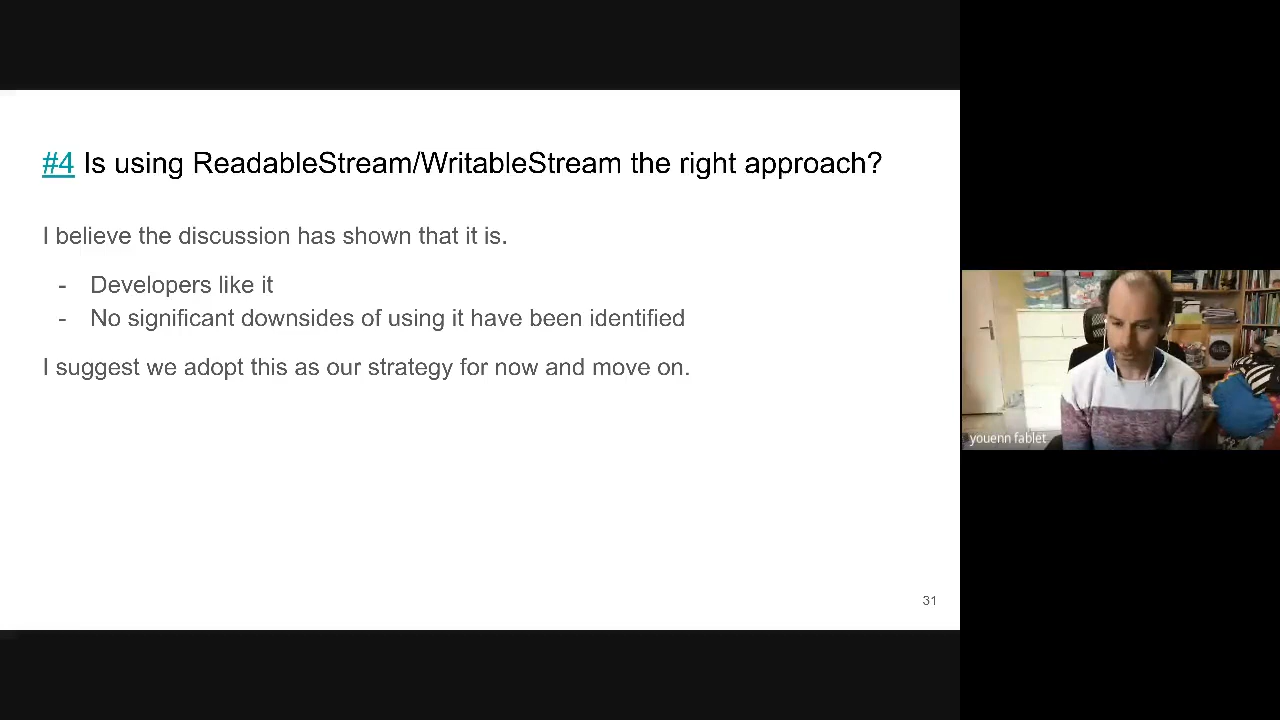 #4 Is using ReadableStream/WritableStream the right approach?
I believe the discussion has shown that it is.
- Developers like it
- No significant downsides of using it have been identified
I suggest we adopt this as our strategy for now and move on.
31
youenn fablet